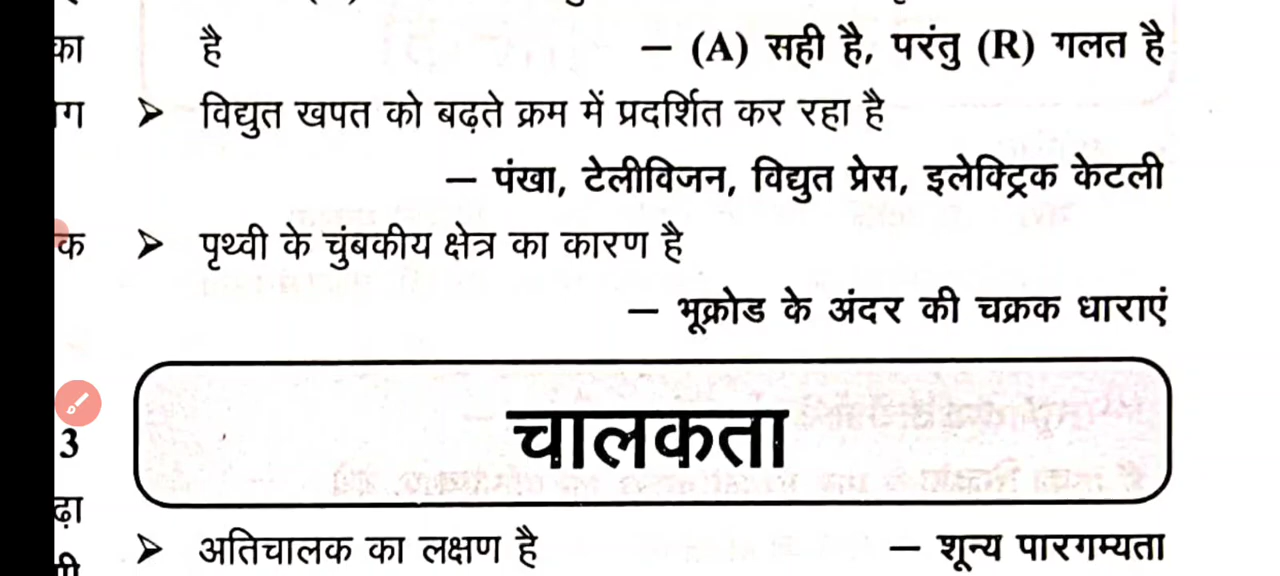 का
है — (A) सही है, परंतु (R) गलत है
ग
➤ विद्युत खपत को बढ़ते क्रम में प्रदर्शित कर रहा है
— पंखा, टेलीविजन, विद्युत प्रेस, इलेक्ट्रिक केटली
क
➤ पृथ्वी के चुंबकीय क्षेत्र का कारण है
— भूक्रोड के अंदर की चक्रक धाराएं
चालकता
3
ढ़ा
➤ अतिचालक का लक्षण है — शून्य पारगम्यता